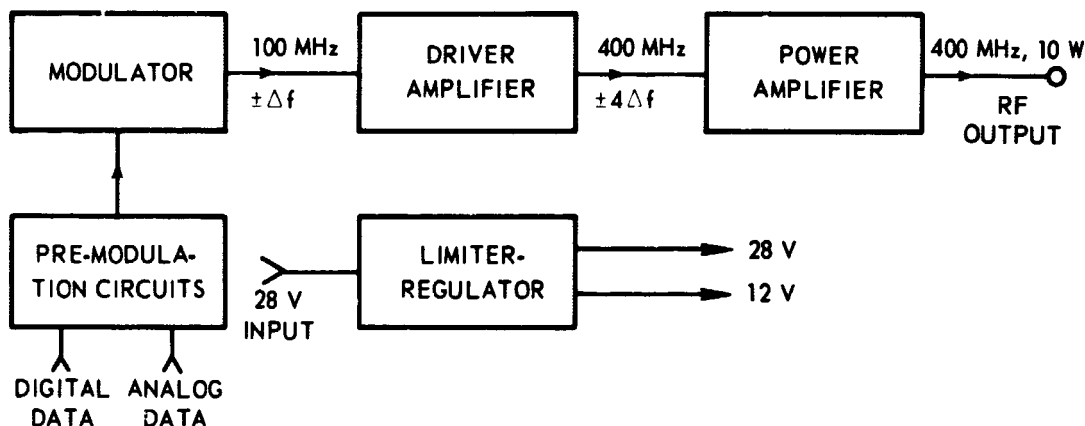 MODULATOR
100 MHz
±Δf
DRIVER
AMPLIFIER
400 MHz
±4Δf
POWER
AMPLIFIER
400 MHz, 10 W
RF
OUTPUT
PRE-MODULA-
TION CIRCUITS
DIGITAL
DATA
ANALOG
DATA
28 V
INPUT
LIMITER-
REGULATOR
28 V
12 V